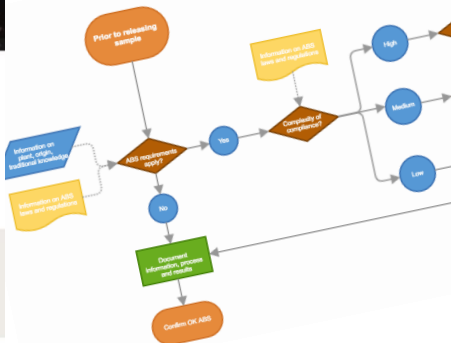 Prior to releasing
sample
Information on ABS
laws and regulations
High
Complexity of
compliance?
Medium
Yes
Information on
plant, origin,
traditional knowledge
ABS requirements
apply?
Low
Information on ABS
laws and regulations
No
Document
information, process
and results
Confirm OK ABS